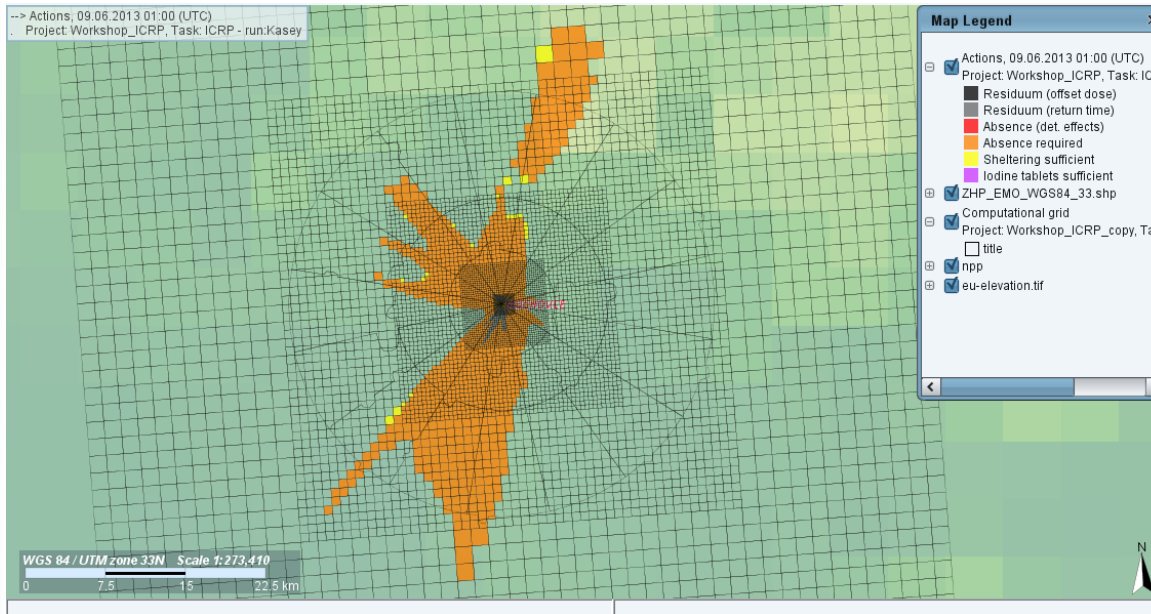 --> Actions, 09.06.2013 01:00 (UTC)
. Project: Workshop_ICRP, Task: ICRP - run:Kasey
Map Legend
Actions, 09.06.2013 01:00 (UTC)
Project: Workshop_ICRP, Task: IC
Residuum (offset dose)
Residuum (return time)
Absence (det. effects)
Absence required
Sheltering sufficient
Iodine tablets sufficient
ZHP_EMO_WGS84_33.shp
Computational grid
Project: Workshop_ICRP_copy, Ta
title
npp
eu-elevation.tif
WGS 84 / UTM zone 33N Scale 1:273,410
0 7.5 15 22.5 km
N